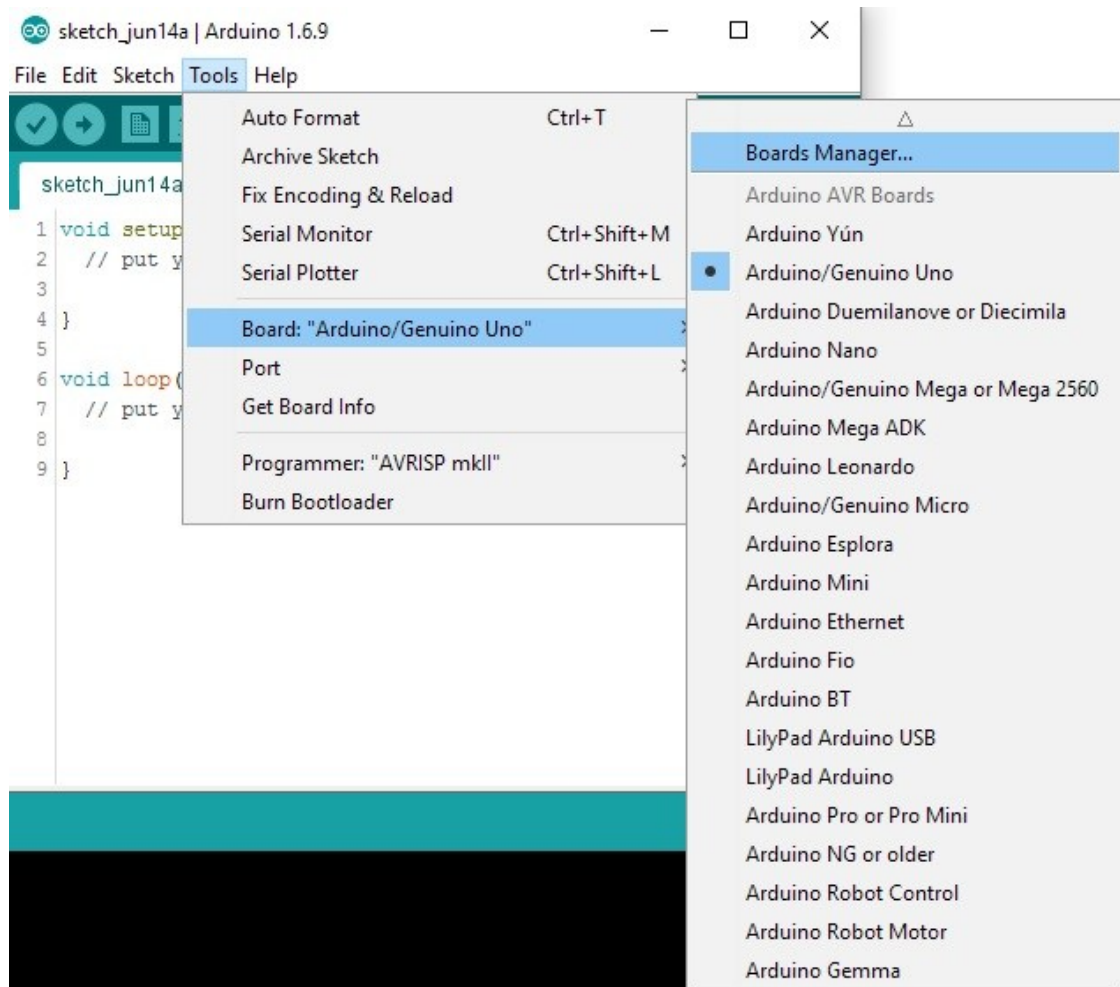 sketch_jun14a | Arduino 1.6.9
File Edit Sketch Tools Help
sketch_jun14a
1 void setup
2 // put y
3
4 }
5
6 void loop(
7 // put y
8
9 }
Auto Format Ctrl+T
Archive Sketch
Fix Encoding & Reload
Serial Monitor Ctrl+Shift+M
Serial Plotter Ctrl+Shift+L
Board: "Arduino/Genuino Uno"
Port
Get Board Info
Programmer: "AVRISP mkII"
Burn Bootloader
Boards Manager...
Arduino AVR Boards
Arduino Yún
Arduino/Genuino Uno
Arduino Duemilanove or Diecimila
Arduino Nano
Arduino/Genuino Mega or Mega 2560
Arduino Mega ADK
Arduino Leonardo
Arduino/Genuino Micro
Arduino Esplora
Arduino Mini
Arduino Ethernet
Arduino Fio
Arduino BT
LilyPad Arduino USB
LilyPad Arduino
Arduino Pro or Pro Mini
Arduino NG or older
Arduino Robot Control
Arduino Robot Motor
Arduino Gemma